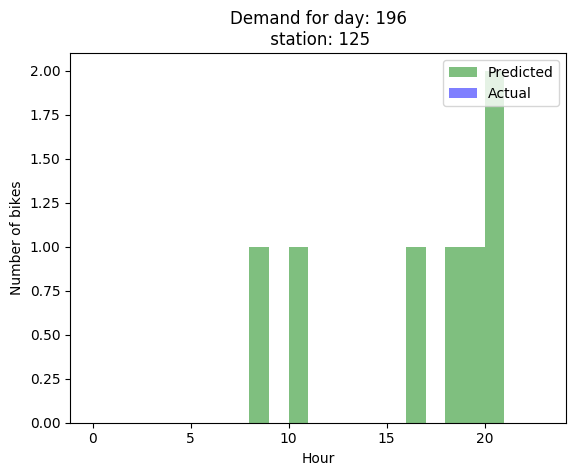 Demand for day: 196
station: 125
Predicted
Actual
2.00
1.75
1.50
1.25
1.00
0.75
0.50
0.25
0.00
Number of bikes
0 5 10 15 20
Hour